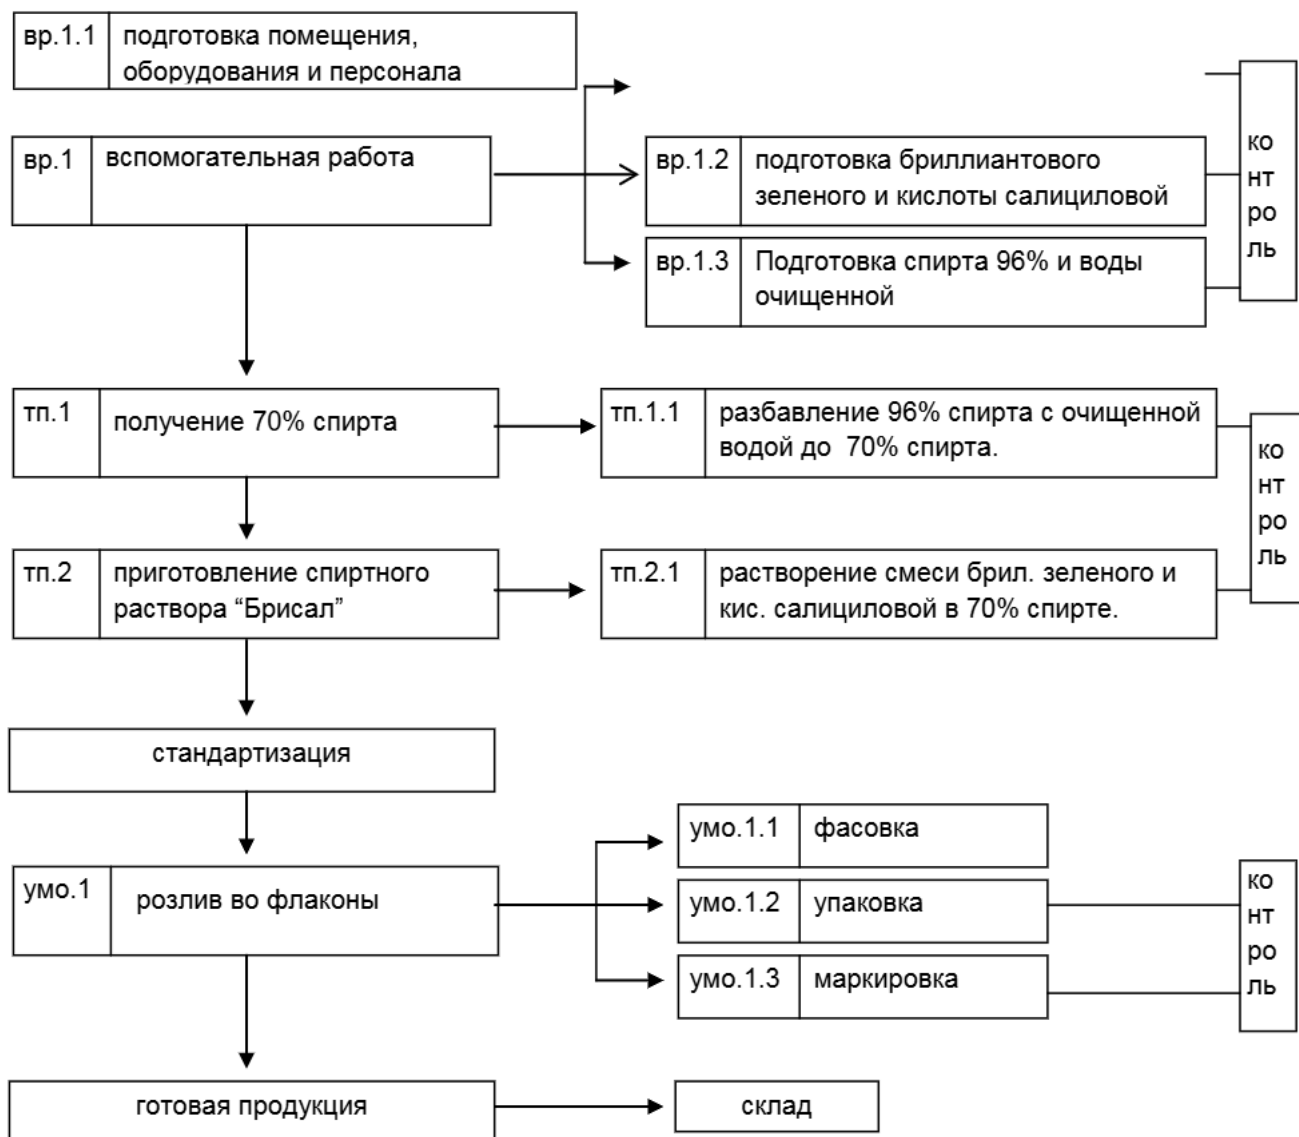 вр.1.1 подготовка помещения,
оборудования и персонала
вр.1 вспомогательная работа
вр.1.2 подготовка бриллиантового
зеленого и кислоты салициловой
вр.1.3 Подготовка спирта 96% и воды
очищенной
ко
нт
ро
ль
тп.1 получение 70% спирта
тп.1.1 разбавление 96% спирта с очищенной
водой до 70% спирта.
тп.2 приготовление спиртного
раствора “Брисал”
тп.2.1 растворение смеси брил. зеленого и
кис. салициловой в 70% спирте.
ко
нт
ро
ль
стандартизация
умо.1 розлив во флаконы
умо.1.1 фасовка
умо.1.2 упаковка
умо.1.3 маркировка
ко
нт
ро
ль
готовая продукция
склад